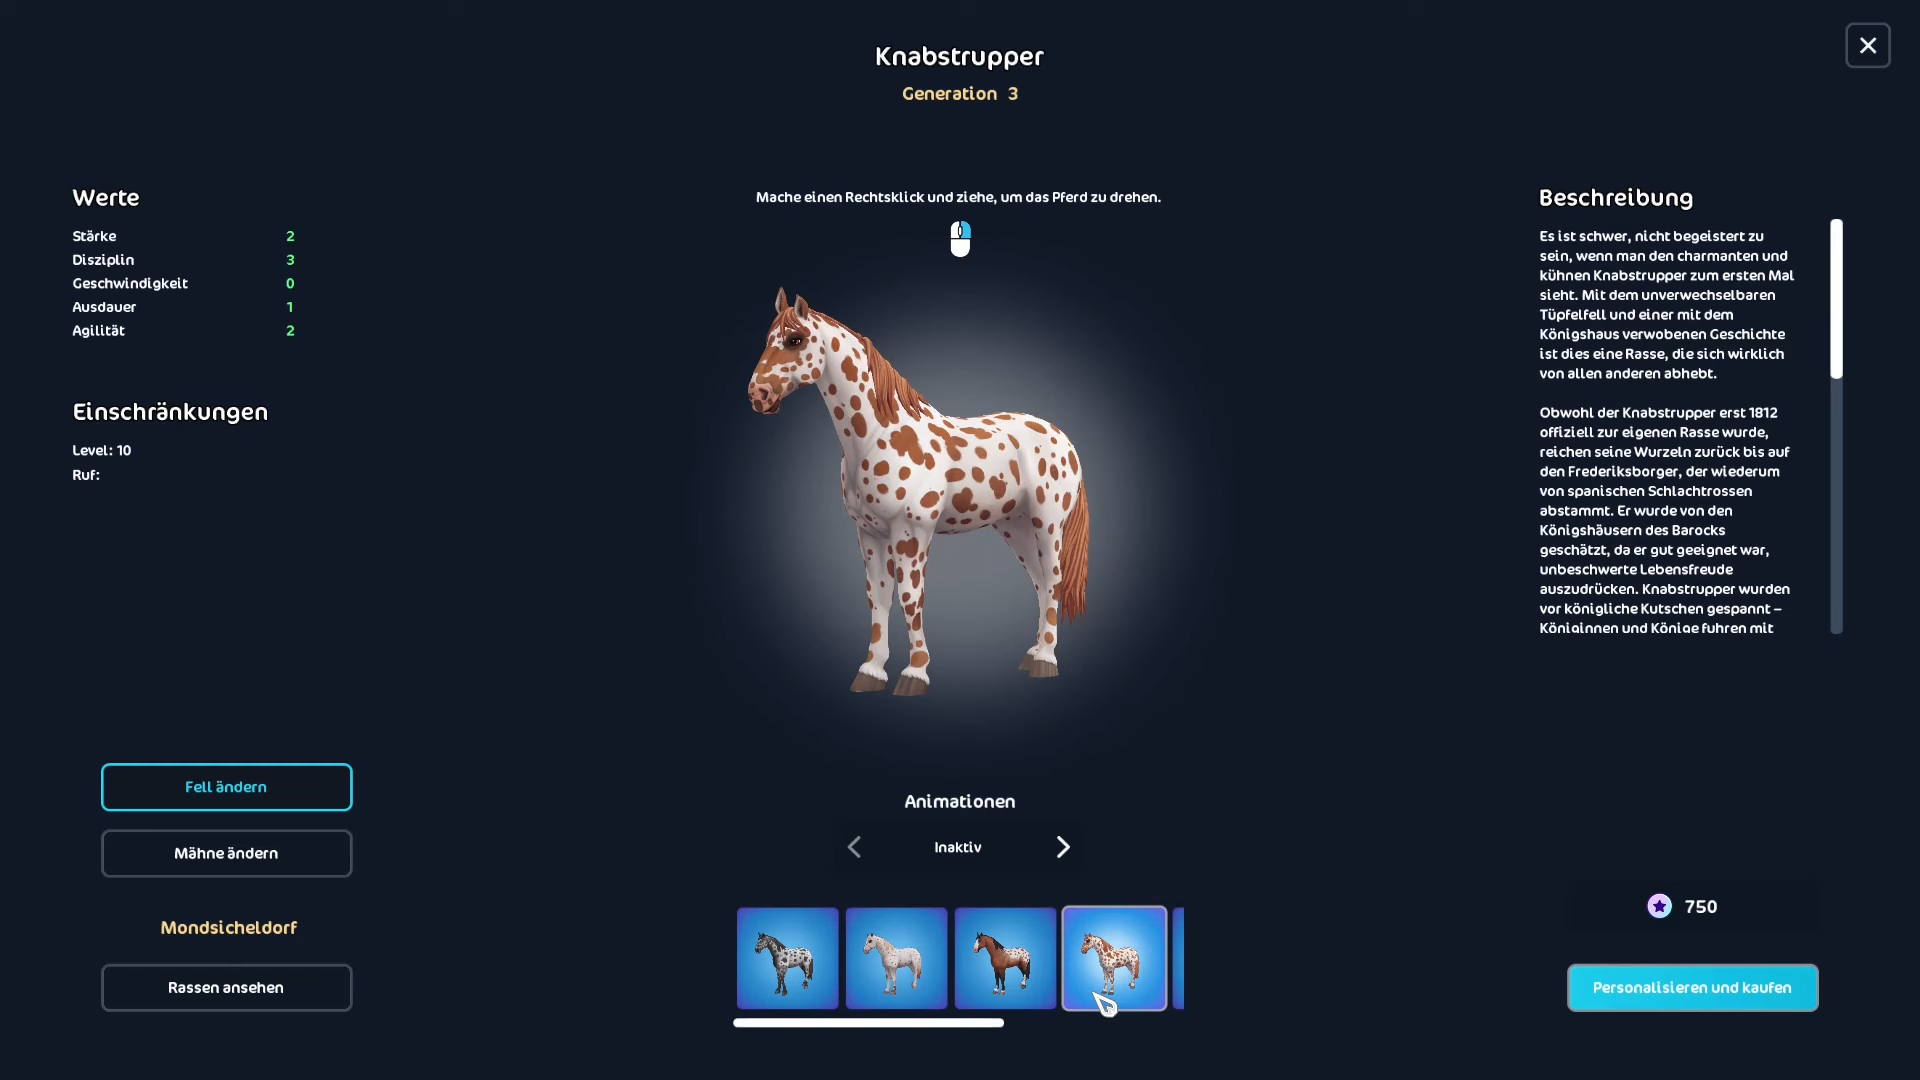 Knabstrupper
Generation 3
Werte
Stärke 2
Disziplin 3
Geschwindigkeit 0
Ausdauer 1
Agilität 2
Einschränkungen
Level: 10
Ruf:
Mache einen Rechtsklick und ziehe, um das Pferd zu drehen.
Beschreibung
Es ist schwer, nicht begeistert zu
sein, wenn man den charmanten und
kühnen Knabstrupper zum ersten Mal
sieht. Mit dem unverwechselbaren
Tüpfelfell und einer mit dem
Königshaus verwobenen Geschichte
ist dies eine Rasse, die sich wirklich
von allen anderen abhebt.
Obwohl der Knabstrupper erst 1812
offiziell zur eigenen Rasse wurde,
reichen seine Wurzeln zurück bis auf
den Frederiksborger, der wiederum
von spanischen Schlachtrossen
abstammt. Er wurde von den
Königshäusern des Barocks
geschätzt, da er gut geeignet war,
unbeschwerte Lebensfreude
auszudrücken. Knabstrupper wurden
vor königliche Kutschen gespannt –
Königinnen und Könige fuhren mit
Fell ändern
Mähne ändern
Mondsicheldorf
Rassen ansehen
Animationen
Inaktiv
750
Personalisieren und kaufen